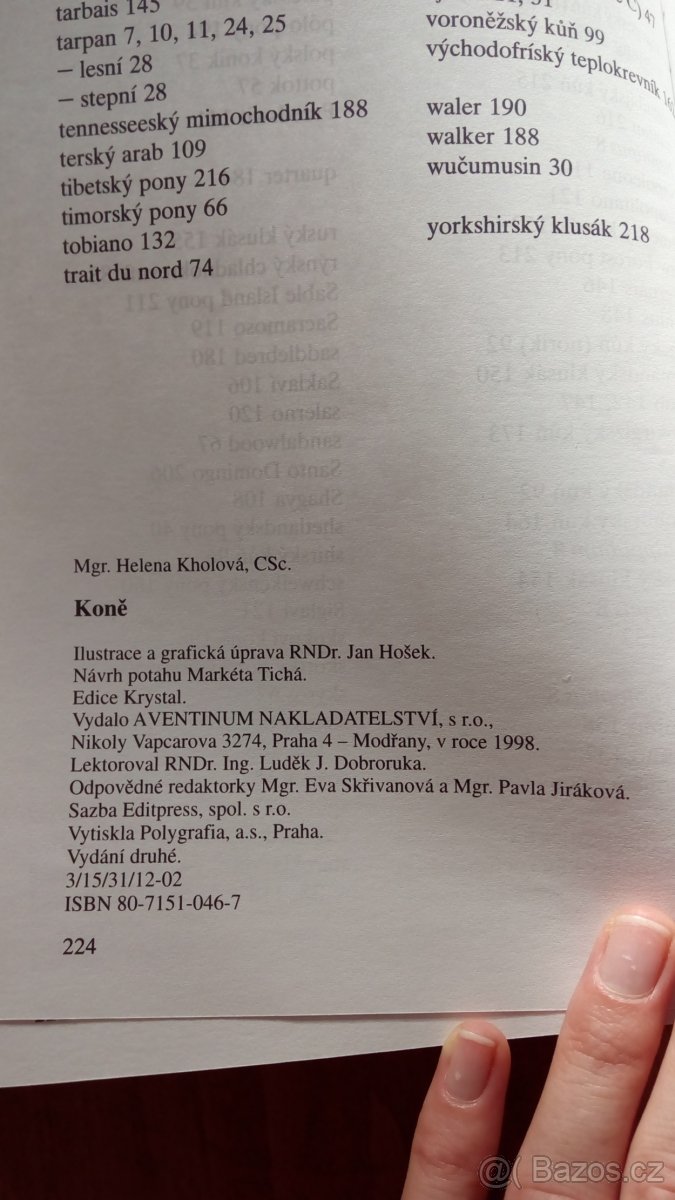 tarbais 145
tarpan 7, 10, 11, 24, 25
– lesní 28
– stepní 28
tennesseeský mimochodník 188
terský arab 109
tibetský pony 216
timorský pony 66
tobiano 132
trait du nord 74
voroněžský kůň 99
východofríský teplokrevník
waler 190
walker 188
wučumusin 30
yorkshirský klusák 218
Mgr. Helena Kholová, CSc.
Koně
Ilustrace a grafická úprava RNDr. Jan Hošek.
Návrh potahu Markéta Tichá.
Edice Krystal.
Vydalo AVENTINUM NAKLADATELSTVÍ, s r.o.,
Nikoly Vapcarova 3274, Praha 4 – Modřany, v roce 1998.
Lektoroval RNDr. Ing. Luděk J. Dobroruka.
Odpovědné redaktorky Mgr. Eva Skřivanová a Mgr. Pavla Jiráková.
Sazba Editpress, spol. s r.o.
Vytiskla Polygrafia, a.s., Praha.
Vydání druhé.
3/15/31/12-02
ISBN 80-7151-046-7
224
@( Bazos.cz